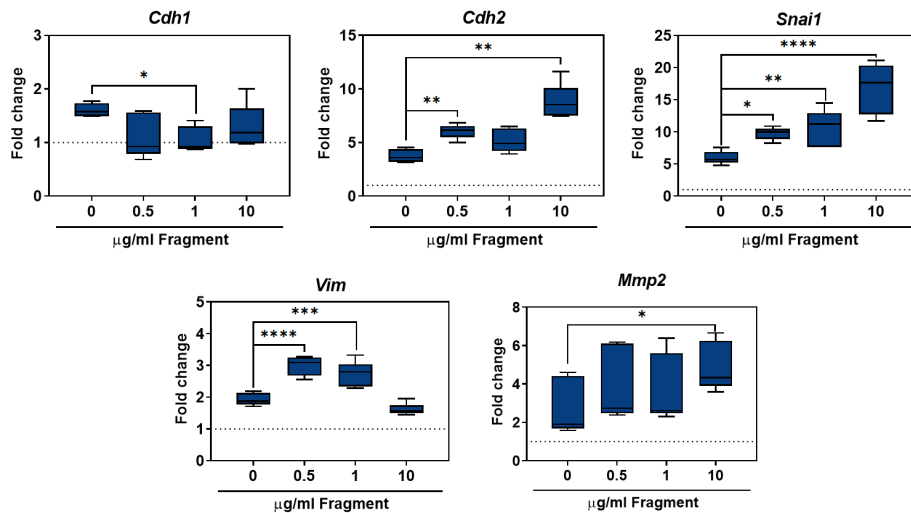 Cdh1
Fold change
3
2
1
0
*
0 0.5 1 10
μg/ml Fragment
Cdh2
Fold change
15
10
5
0
**
**
0 0.5 1 10
μg/ml Fragment
Snai1
Fold change
25
20
15
10
5
0
****
**
*
0 0.5 1 10
μg/ml Fragment
Vim
Fold change
5
4
3
2
1
0
***
****
0 0.5 1 10
μg/ml Fragment
Mmp2
Fold change
8
6
4
2
0
*
0 0.5 1 10
μg/ml Fragment